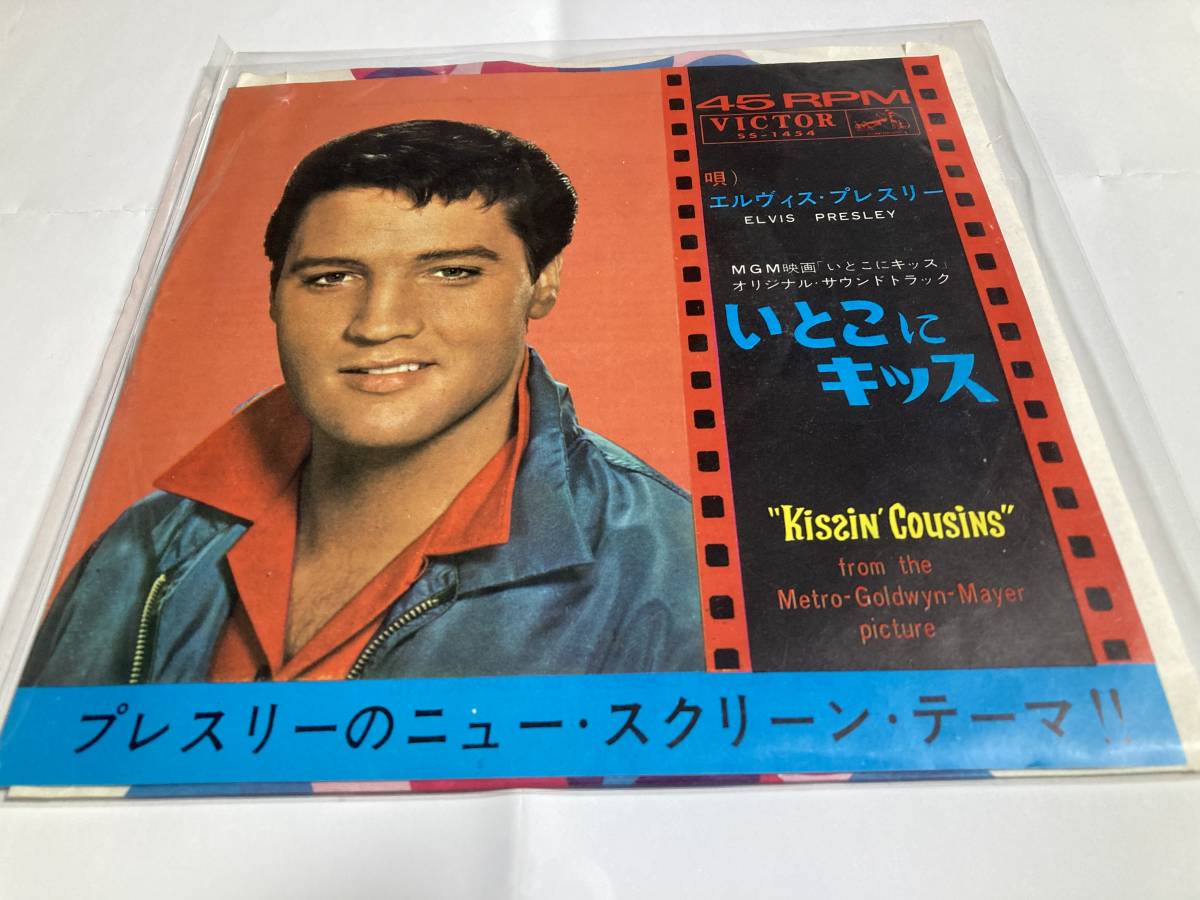 45 RPM
VICTOR
SS-1454
唄)
エルヴィス・プレスリー
ELVIS PRESLEY
MGM映画「いとこにキッス」
オリジナル・サウンドトラック
いとこに
キッス
"Kissin' Cousins"
from the
Metro-Goldwyn-Mayer
picture
プレスリーのニュー・スクリーン・テーマ!!